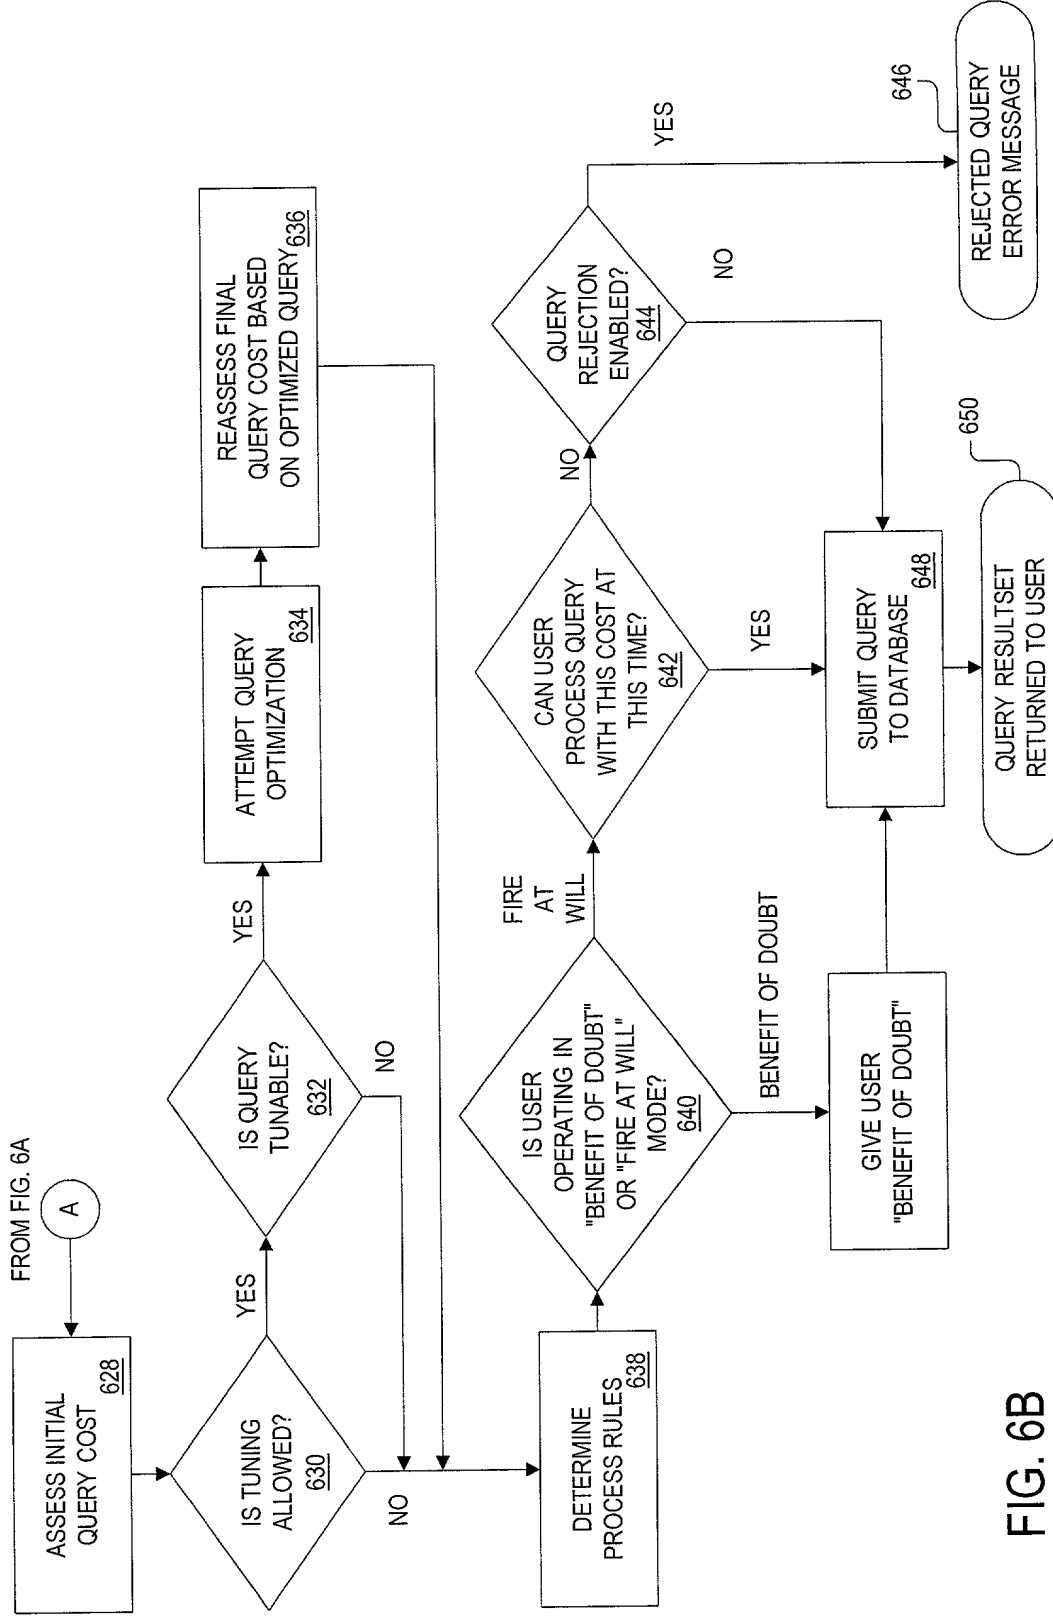 FROM FIG. 6A
A
ASSESS INITIAL
QUERY COST
628
IS TUNING
ALLOWED?
630
YES
NO
IS QUERY
TUNABLE?
632
YES
NO
ATTEMPT QUERY
OPTIMIZATION
634
REASSESS FINAL
QUERY COST BASED
ON OPTIMIZED QUERY
636
DETERMINE
PROCESS RULES
638
IS USER
OPERATING IN
"BENEFIT OF DOUBT"
OR "FIRE AT WILL"
MODE?
640
FIRE
AT
WILL
BENEFIT OF DOUBT
GIVE USER
"BENEFIT OF DOUBT"
CAN USER
PROCESS QUERY
WITH THIS COST AT
THIS TIME?
642
NO
YES
QUERY
REJECTION
ENABLED?
644
YES
NO
646
REJECTED QUERY
ERROR MESSAGE
SUBMIT QUERY
TO DATABASE
648
650
QUERY RESULTSET
RETURNED TO USER
FIG. 6B